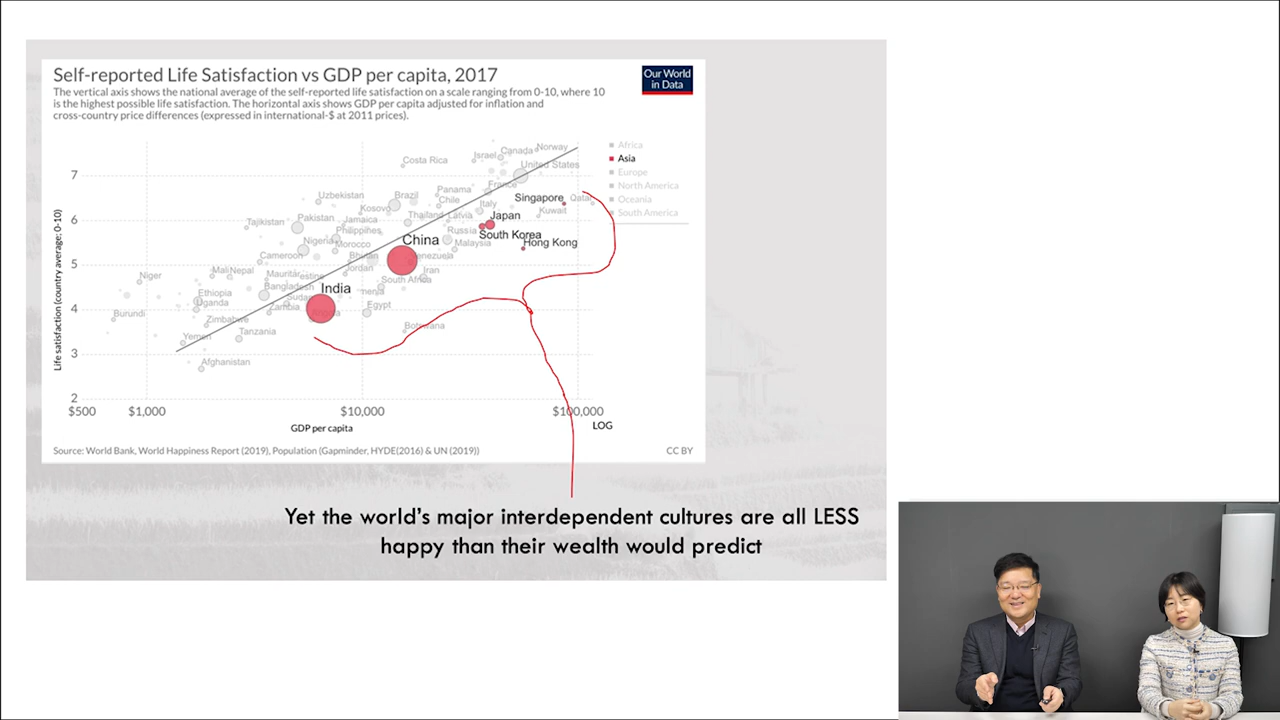 Self-reported Life Satisfaction vs GDP per capita, 2017
The vertical axis shows the national average of the self-reported life satisfaction on a scale ranging from 0-10, where 10
is the highest possible life satisfaction. The horizontal axis shows GDP per capita adjusted for inflation and
cross-country price differences (expressed in international-$ at 2011 prices).
Our World
in Data
Life satisfaction (country average; 0-10)
7
6
5
4
3
2
Costa Rica
Israel
Canada
Norway
United States
Uzbekistan
Brazil
Panama
France
Chile
Italy
Singapore
Qatar
Kosovo
Kuwait
Tajikistan
Pakistan
Jamaica
Thailand
Latvia
Japan
Philippines
Russia
South Korea
Nigeria
Morocco
China
Malaysia
Hong Kong
Cameroon
Bhutan
Venezuela
Niger
Mali
Nepal
Jordan
Iran
South Africa
Bangladesh
India
Ethiopia
Uganda
Sudan
Zambia
Egypt
Burundi
Zimbabwe
Yemen
Tanzania
Botswana
Afghanistan
Africa
Asia
Europe
North America
Oceania
South America
$500
$1,000
$10,000
$100,000
GDP per capita
LOG
Source: World Bank, World Happiness Report (2019), Population (Gapminder, HYDE(2016) & UN (2019))
CC BY
Yet the world's major interdependent cultures are all LESS
happy than their wealth would predict